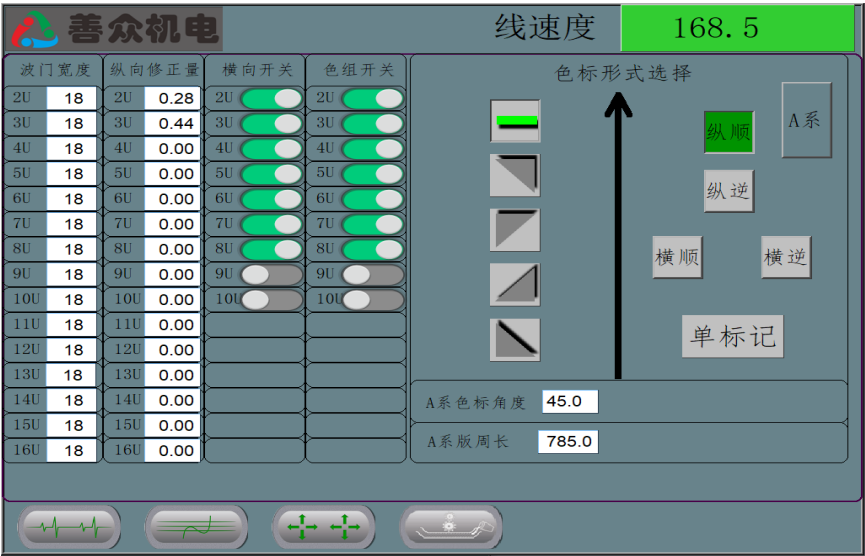 善众机电 线速度 168.5
波门宽度 纵向修正量 横向开关 色组开关 色标形式选择
2U 18 2U 0.28 2U 2U
3U 18 3U 0.44 3U 3U
4U 18 4U 0.00 4U 4U
5U 18 5U 0.00 5U 5U
6U 18 6U 0.00 6U 6U
7U 18 7U 0.00 7U 7U
8U 18 8U 0.00 8U 8U
9U 18 9U 0.00 9U 9U
10U 18 10U 0.00 10U 10U
11U 18 11U 0.00
12U 18 12U 0.00
13U 18 13U 0.00
14U 18 14U 0.00
15U 18 15U 0.00
16U 18 16U 0.00
纵顺 A系
纵逆
横顺 横逆
单标记
A系色标角度 45.0
A系版周长 785.0